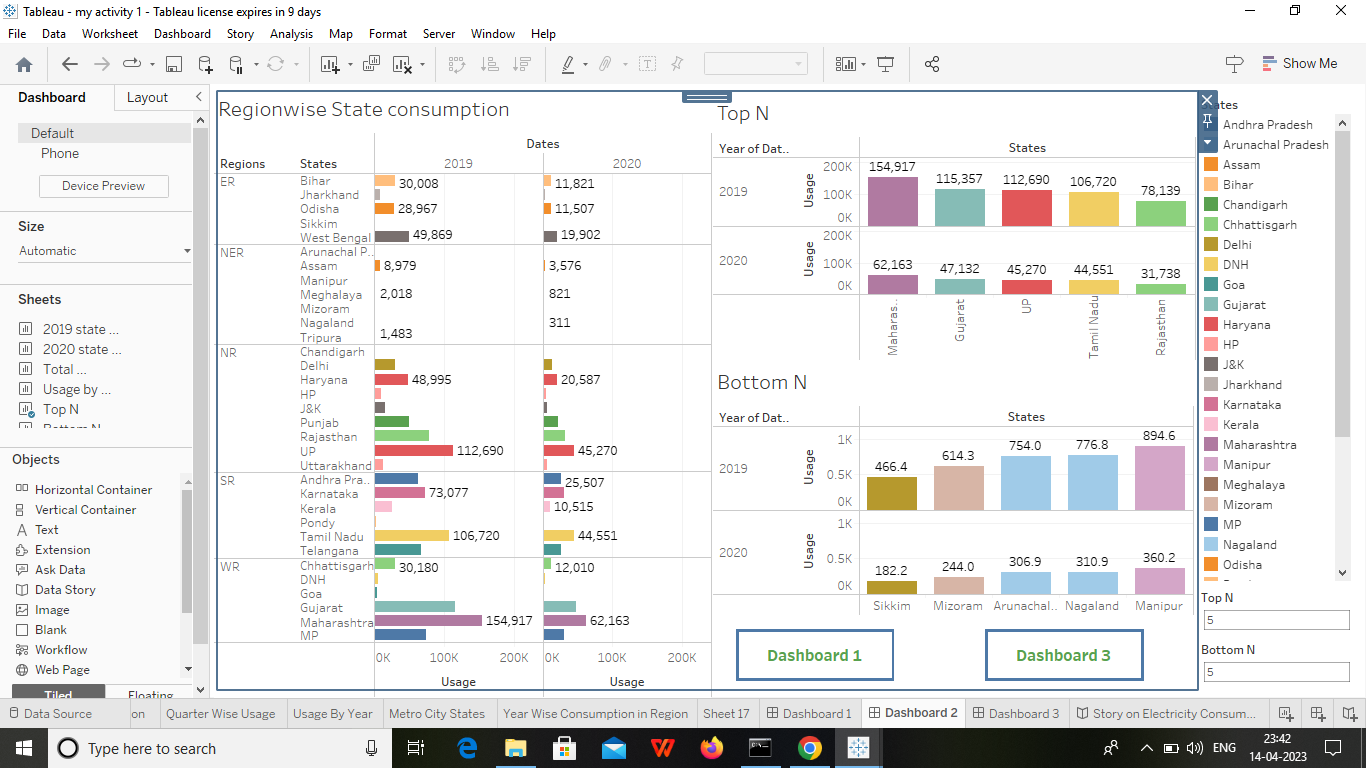 Tableau - my activity 1 - Tableau license expires in 9 days
File Data Worksheet Dashboard Story Analysis Map Format Server Window Help
Show Me
Dashboard Layout
Default
Phone
Device Preview
Size
Automatic
Sheets
2019 state ...
2020 state ...
Total ...
Usage by ...
Top N
Bottom N
Objects
Horizontal Container
Vertical Container
Text
Extension
Ask Data
Data Story
Image
Blank
Workflow
Web Page
Tiled Floating
Regionwise State consumption
Dates
Regions States 2019 2020
ER Bihar 30,008 11,821
Jharkhand
Odisha 28,967 11,507
Sikkim
West Bengal 49,869 19,902
NER Arunachal P..
Assam 8,979 3,576
Manipur
Meghalaya 2,018 821
Mizoram
Nagaland 311
Tripura 1,483
NR Chandigarh
Delhi
Haryana 48,995 20,587
HP
J&K
Punjab
Rajasthan
UP 112,690 45,270
Uttarakhand
SR Andhra Pra.. 25,507
Karnataka 73,077
Kerala 10,515
Pondy
Tamil Nadu 106,720 44,551
Telangana
WR Chhattisgarh 30,180 12,010
DNH
Goa
Gujarat
Maharashtra 154,917 62,163
MP
0K 100K 200K 0K 100K 200K
Usage Usage
Top N
Year of Dat.. States
2019 Usage 200K 100K 0K
154,917 115,357 112,690 106,720 78,139
2020 Usage 200K 100K 0K
62,163 47,132 45,270 44,551 31,738
Maharas.. Gujarat UP Tamil Nadu Rajasthan
Bottom N
Year of Dat.. States
2019 Usage 1K 0.5K 0K
466.4 614.3 754.0 776.8 894.6
2020 Usage 1K 0.5K 0K
182.2 244.0 306.9 310.9 360.2
Sikkim Mizoram Arunachal.. Nagaland Manipur
Dashboard 1 Dashboard 3
States
Andhra Pradesh
Arunachal Pradesh
Assam
Bihar
Chandigarh
Chhattisgarh
Delhi
DNH
Goa
Gujarat
Haryana
HP
J&K
Jharkhand
Karnataka
Kerala
Maharashtra
Manipur
Meghalaya
Mizoram
MP
Nagaland
Odisha
Top N
5
Bottom N
5
Data Source on Quarter Wise Usage Usage By Year Metro City States Year Wise Consumption in Region Sheet 17 Dashboard 1 Dashboard 2 Dashboard 3 Story on Electricity Consum...
Type here to search
ENG
23:42
14-04-2023